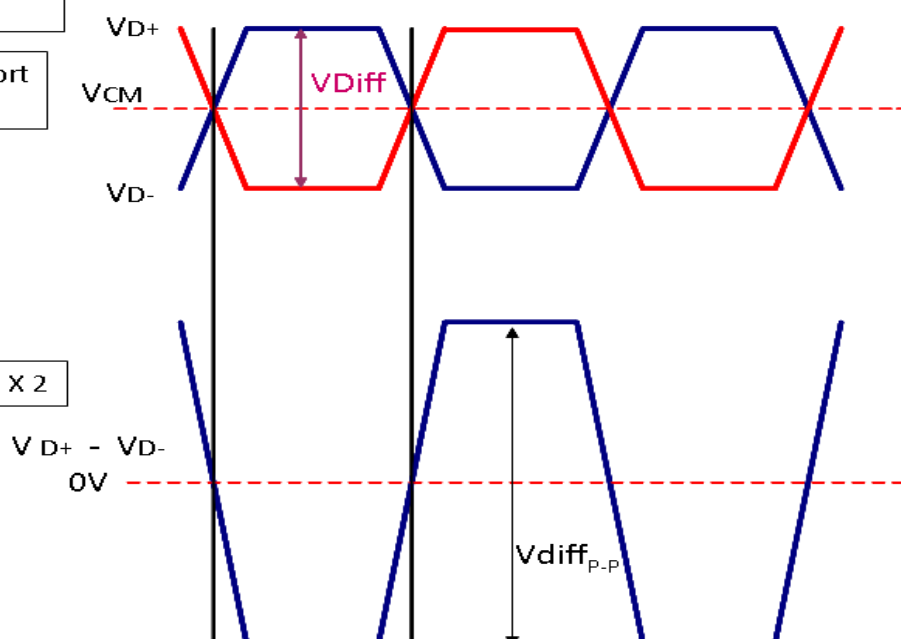 VD+
ort
VDiff
VCM
VD-
X 2
V D+ - VD-
0V
VdiffP-P